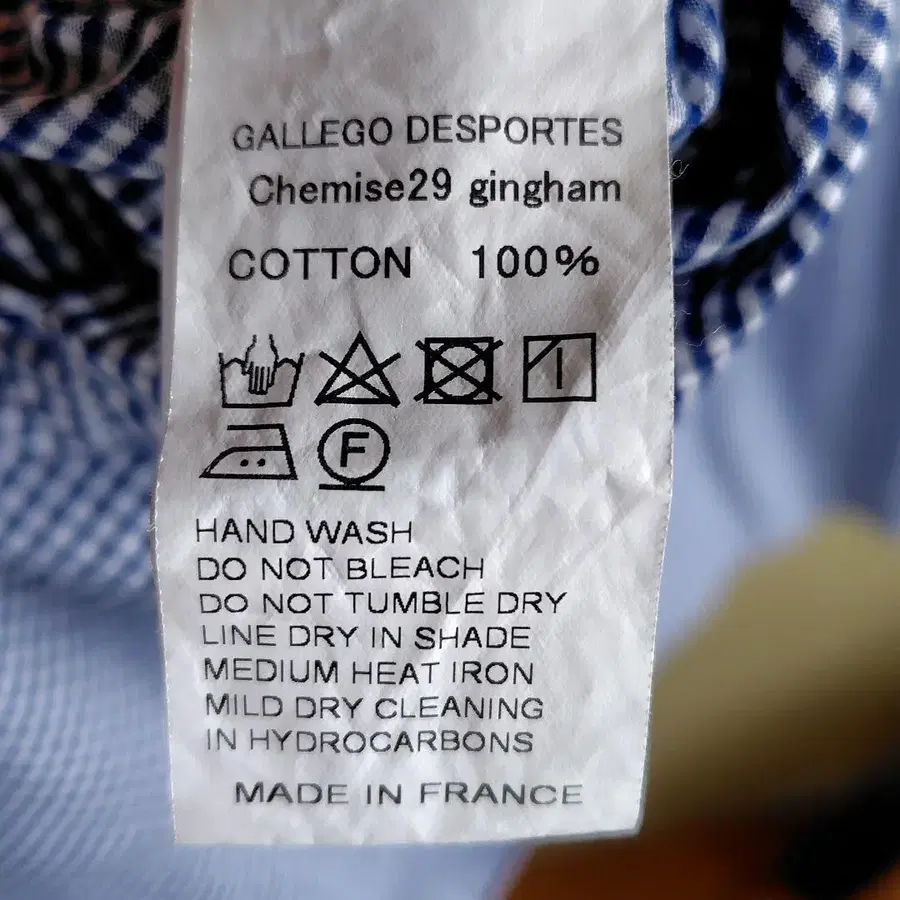 GALLEGO DESPORTES
Chemise29 gingham
COTTON 100%
F
HAND WASH
DO NOT BLEACH
DO NOT TUMBLE DRY
LINE DRY IN SHADE
MEDIUM HEAT IRON
MILD DRY CLEANING
IN HYDROCARBONS
MADE IN FRANCE